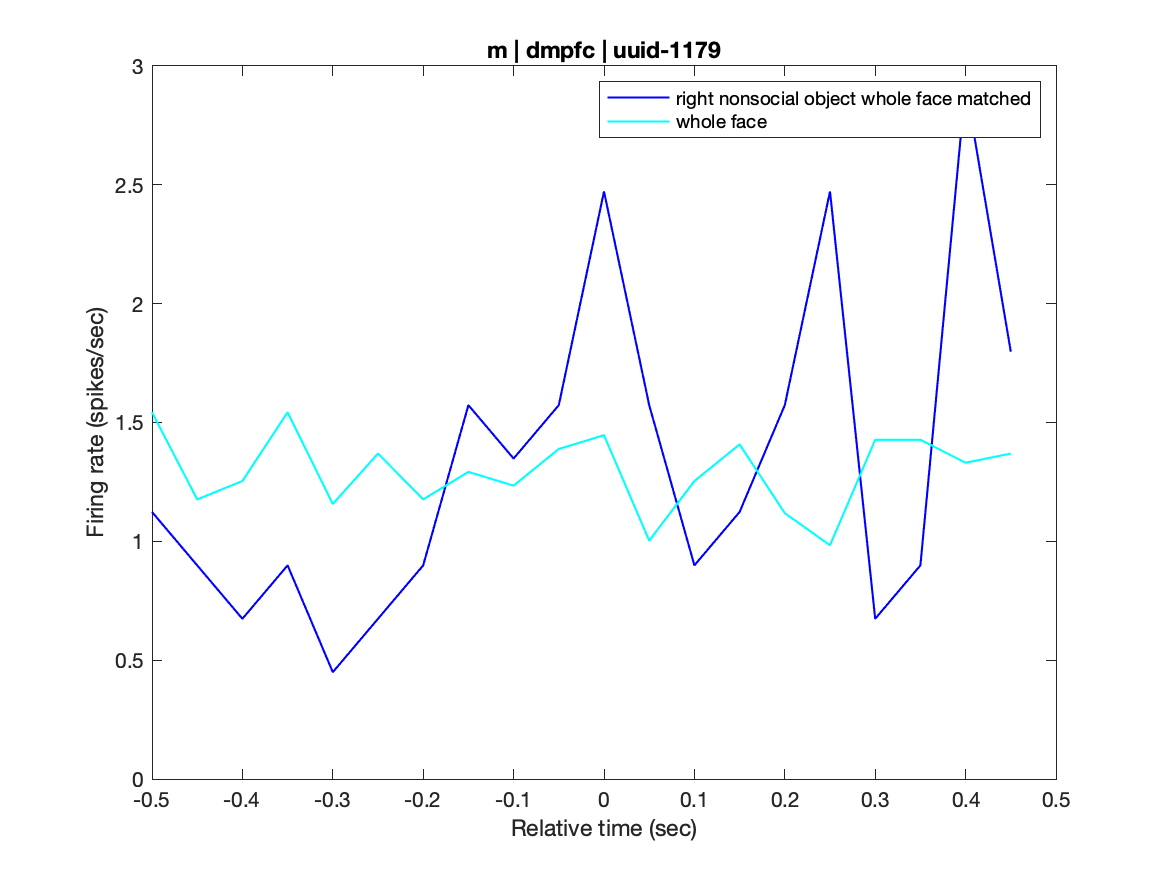 m | dmpfc | uuid-1179
right nonsocial object whole face matched
whole face
Firing rate (spikes/sec)
3
2.5
2
1.5
1
0.5
0
-0.5 -0.4 -0.3 -0.2 -0.1 0 0.1 0.2 0.3 0.4 0.5
Relative time (sec)